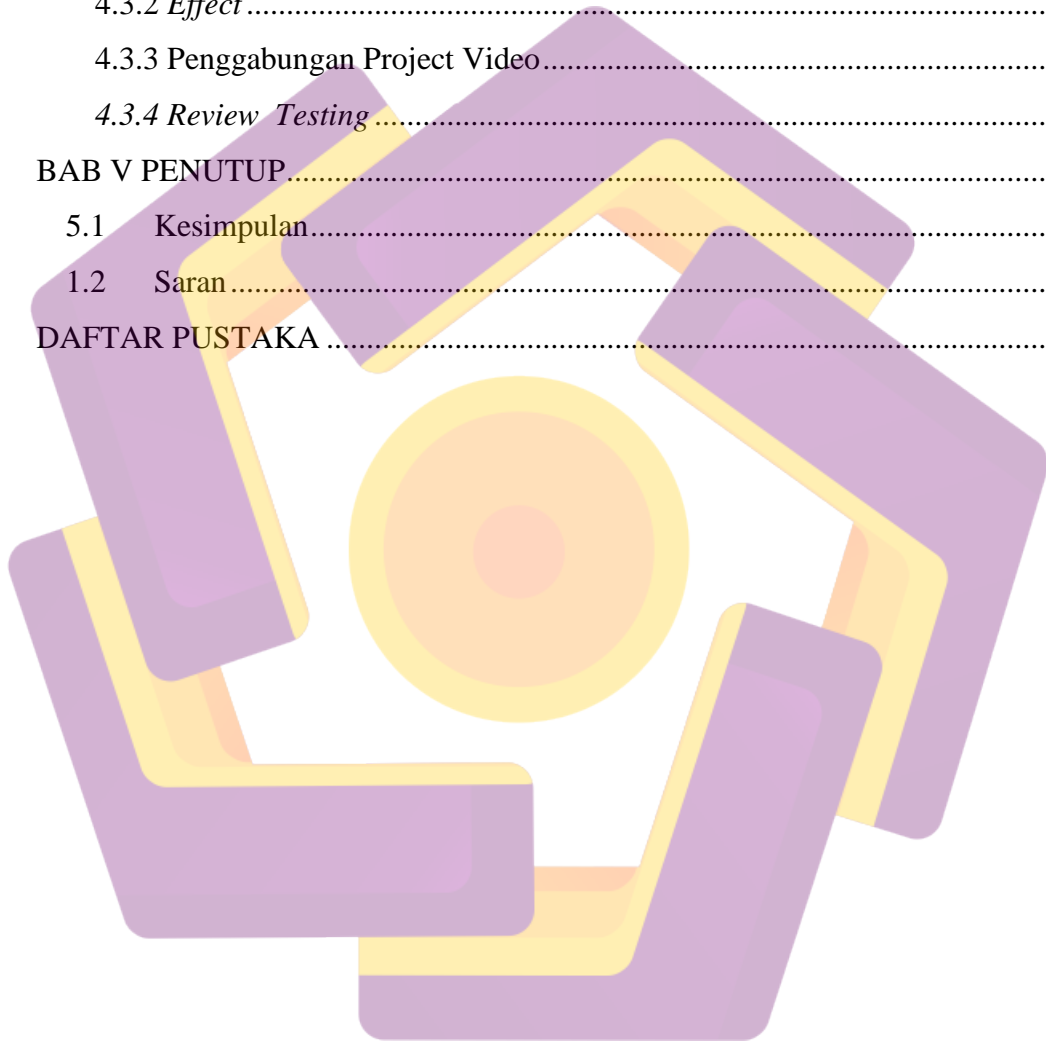 4.3.2 Effect........................................................................................................
4.3.3 Penggabungan Project Video................................................................
4.3.4 Review  Testing....................................................................................
BAB V PENUTUP...............................................................................................
5.1 Kesimpulan............................................................................................
1.2 Saran......................................................................................................
DAFTAR PUSTAKA..........................................................................................